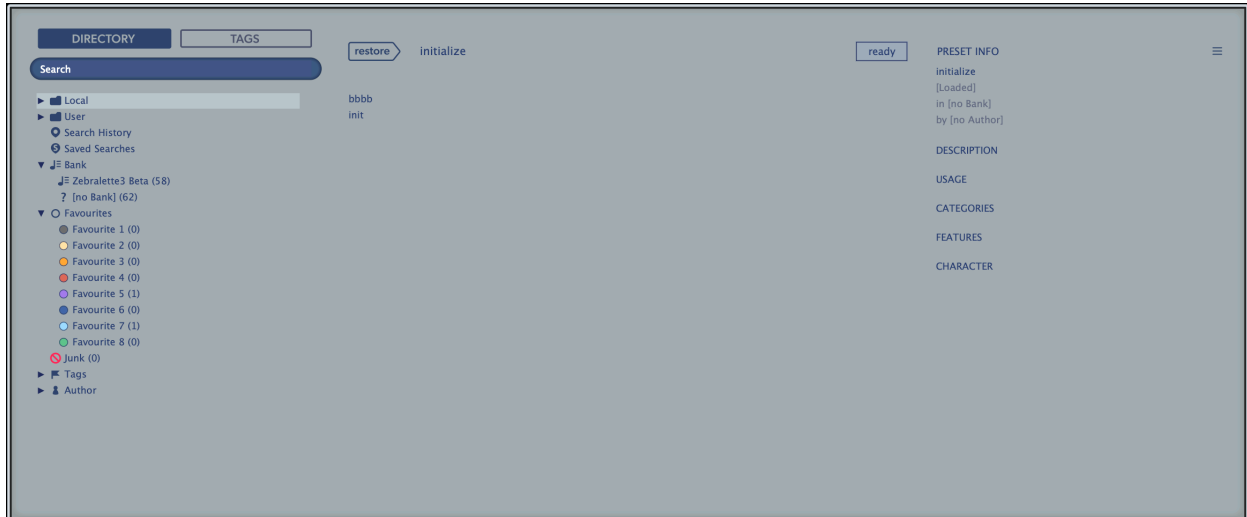 DIRECTORY
TAGS
Search
Local
User
Search History
Saved Searches
Bank
Zebralette3 Beta (58)
? [no Bank] (62)
Favourites
Favourite 1 (0)
Favourite 2 (0)
Favourite 3 (0)
Favourite 4 (0)
Favourite 5 (1)
Favourite 6 (0)
Favourite 7 (1)
Favourite 8 (0)
Junk (0)
Tags
Author
restore
initialize
ready
bbbb
init
PRESET INFO
initialize
[Loaded]
in [no Bank]
by [no Author]
DESCRIPTION
USAGE
CATEGORIES
FEATURES
CHARACTER